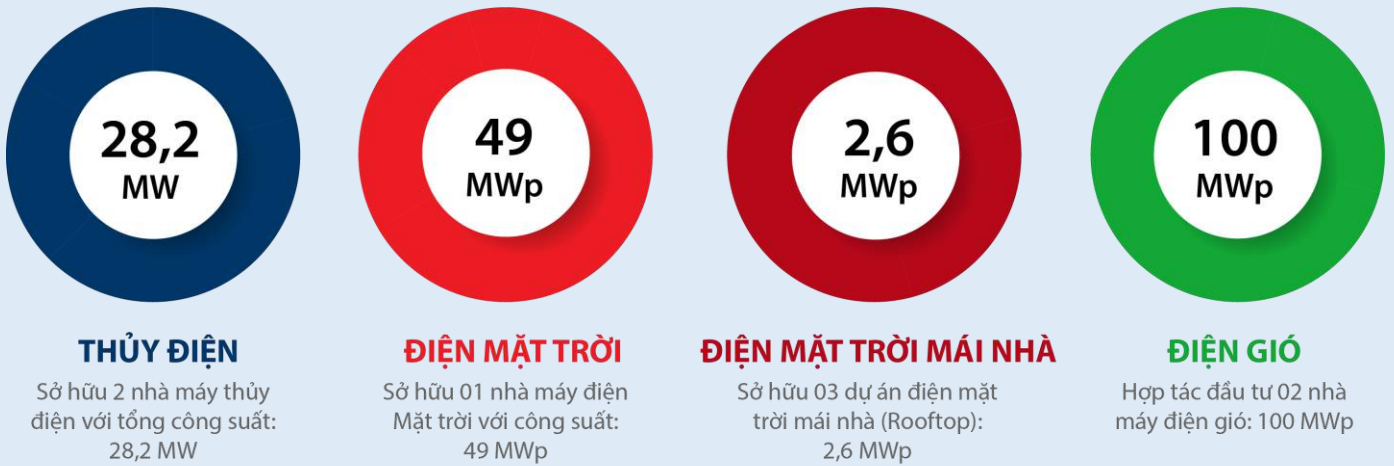 28,2
MW
49
MWp
2,6
MWp
100
MWp
THỦY ĐIỆN
Sở hữu 2 nhà máy thủy
điện với tổng công suất:
28,2 MW
ĐIỆN MẶT TRỜI
Sở hữu 01 nhà máy điện
Mặt trời với công suất:
49 MWp
ĐIỆN MẶT TRỜI MÁI NHÀ
Sở hữu 03 dự án điện mặt
trời mái nhà (Rooftop):
2,6 MWp
ĐIỆN GIÓ
Hợp tác đầu tư 02 nhà
máy điện gió: 100 MWp